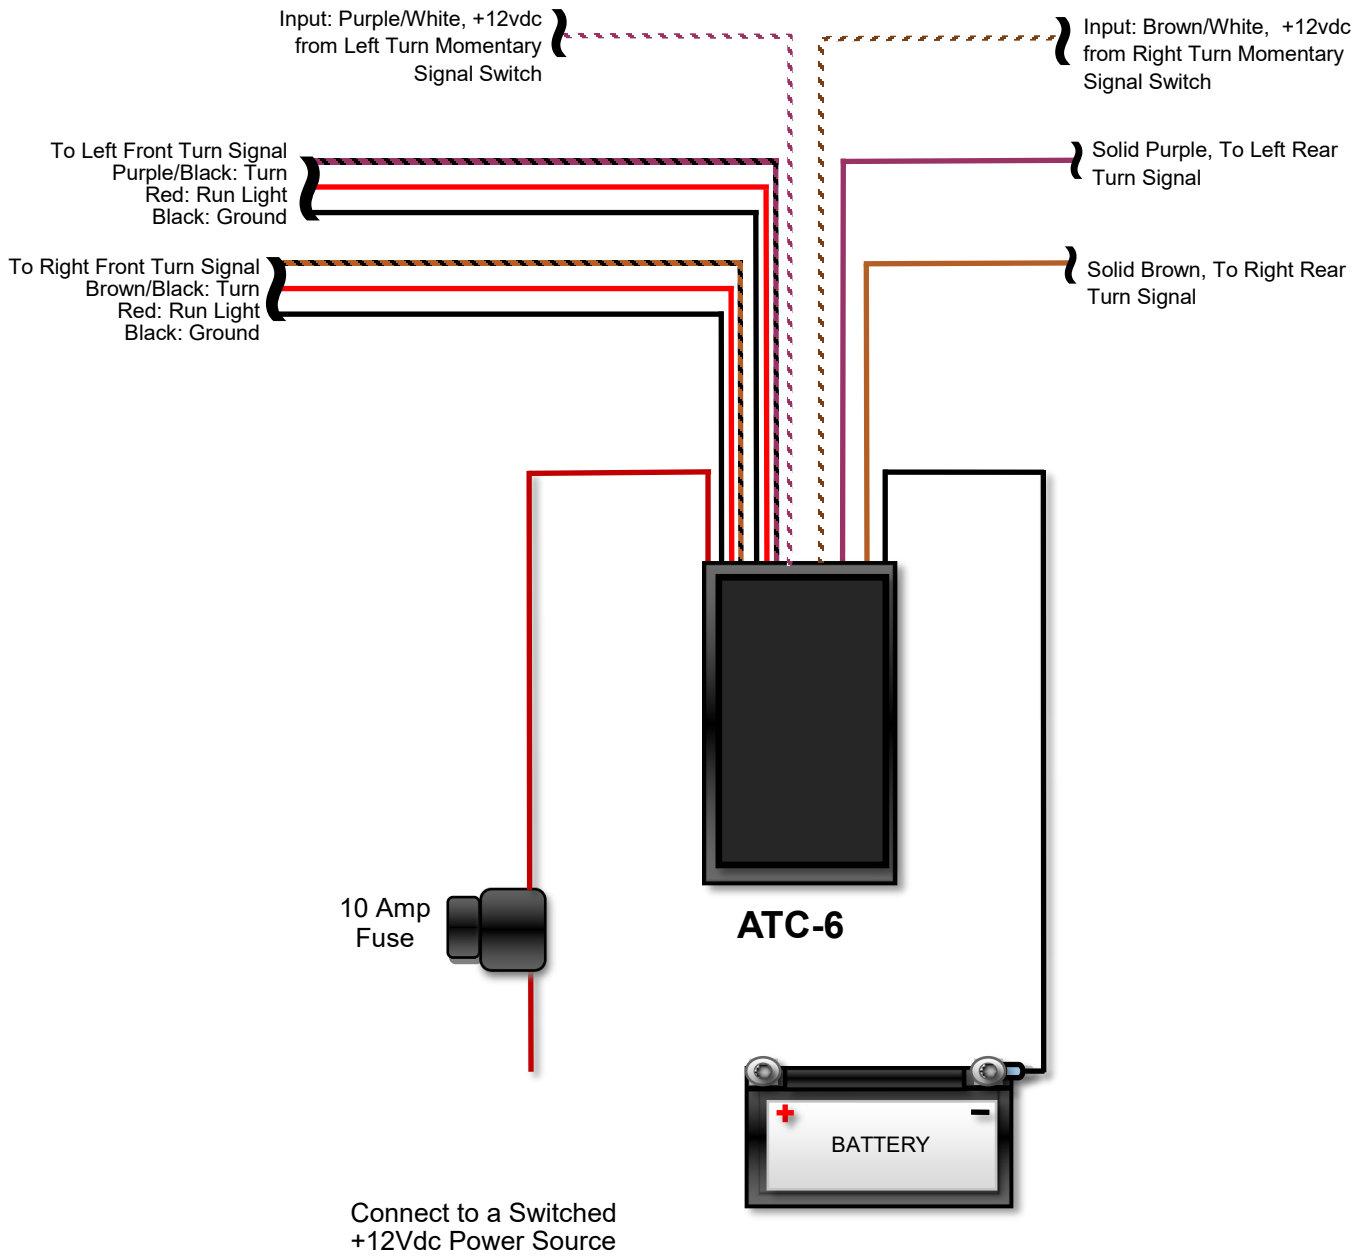 Input: Purple/White, +12vdc
from Left Turn Momentary
Signal Switch
Input: Brown/White, +12vdc
from Right Turn Momentary
Signal Switch
To Left Front Turn Signal
Purple/Black: Turn
Red: Run Light
Black: Ground
Solid Purple, To Left Rear
Turn Signal
To Right Front Turn Signal
Brown/Black: Turn
Red: Run Light
Black: Ground
Solid Brown, To Right Rear
Turn Signal
10 Amp
Fuse
ATC-6
+ −
BATTERY
Connect to a Switched
+12Vdc Power Source